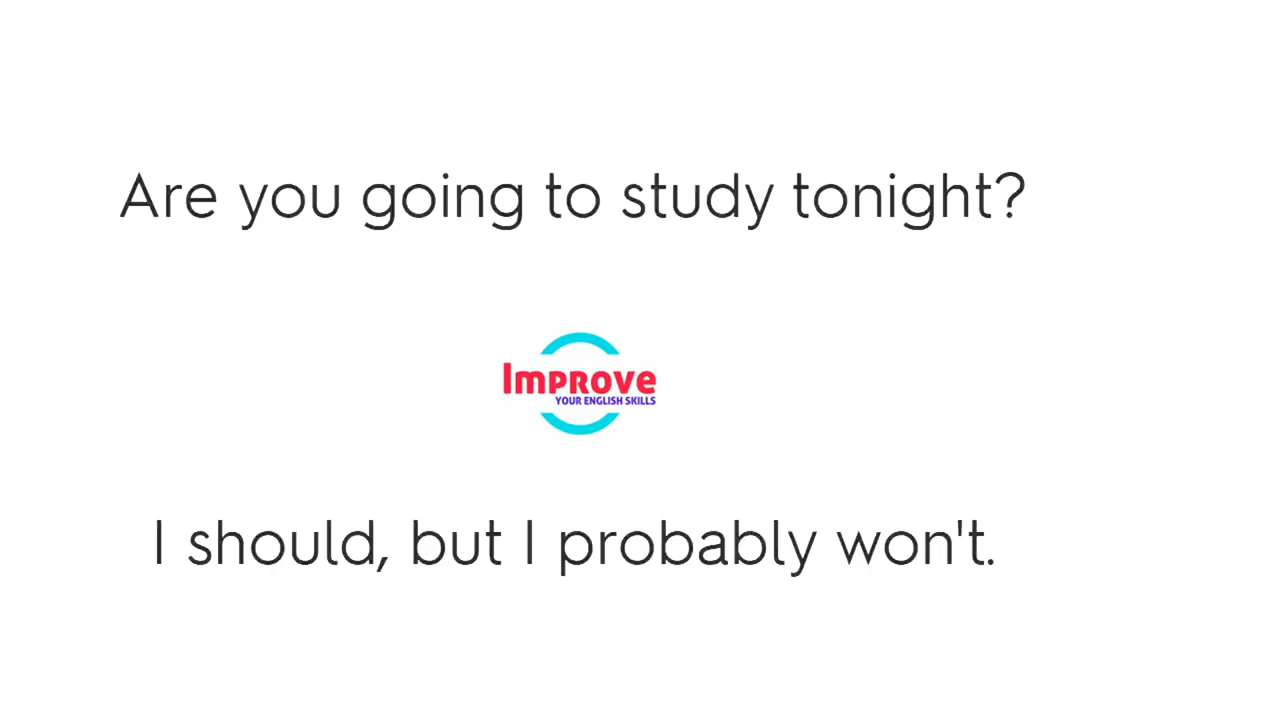 Are you going to study tonight?
Improve
YOUR ENGLISH SKILLS
I should, but I probably won't.